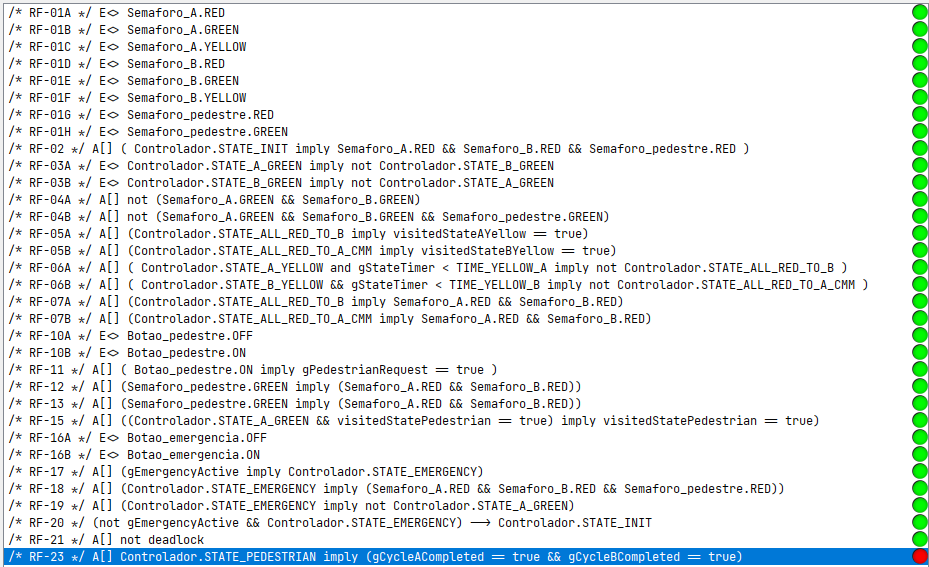 /* RF-01A */ E<> Semaforo_A.RED
/* RF-01B */ E<> Semaforo_A.GREEN
/* RF-01C */ E<> Semaforo_A.YELLOW
/* RF-01D */ E<> Semaforo_B.RED
/* RF-01E */ E<> Semaforo_B.GREEN
/* RF-01F */ E<> Semaforo_B.YELLOW
/* RF-01G */ E<> Semaforo_pedestre.RED
/* RF-01H */ E<> Semaforo_pedestre.GREEN
/* RF-02 */ A[] ( Controlador.STATE_INIT imply Semaforo_A.RED && Semaforo_B.RED && Semaforo_pedestre.RED )
/* RF-03A */ E<> Controlador.STATE_A_GREEN imply not Controlador.STATE_B_GREEN
/* RF-03B */ E<> Controlador.STATE_B_GREEN imply not Controlador.STATE_A_GREEN
/* RF-04A */ A[] not (Semaforo_A.GREEN && Semaforo_B.GREEN)
/* RF-04B */ A[] not (Semaforo_A.GREEN && Semaforo_B.GREEN && Semaforo_pedestre.GREEN)
/* RF-05A */ A[] (Controlador.STATE_ALL_RED_TO_B imply visitedStateAYellow == true)
/* RF-05B */ A[] (Controlador.STATE_ALL_RED_TO_A_CMM imply visitedStateBYellow == true)
/* RF-06A */ A[] ( Controlador.STATE_A_YELLOW and gStateTimer < TIME_YELLOW_A imply not Controlador.STATE_ALL_RED_TO_B )
/* RF-06B */ A[] ( Controlador.STATE_B_YELLOW && gStateTimer < TIME_YELLOW_B imply not Controlador.STATE_ALL_RED_TO_A_CMM )
/* RF-07A */ A[] (Controlador.STATE_ALL_RED_TO_B imply Semaforo_A.RED && Semaforo_B.RED)
/* RF-07B */ A[] (Controlador.STATE_ALL_RED_TO_A_CMM imply Semaforo_A.RED && Semaforo_B.RED)
/* RF-10A */ E<> Botao_pedestre.OFF
/* RF-10B */ E<> Botao_pedestre.ON
/* RF-11 */ A[] ( Botao_pedestre.ON imply gPedestrianRequest == true )
/* RF-12 */ A[] (Semaforo_pedestre.GREEN imply (Semaforo_A.RED && Semaforo_B.RED))
/* RF-13 */ A[] (Semaforo_pedestre.GREEN imply (Semaforo_A.RED && Semaforo_B.RED))
/* RF-15 */ A[] ((Controlador.STATE_A_GREEN && visitedStatePedestrian == true) imply visitedStatePedestrian == true)
/* RF-16A */ E<> Botao_emergencia.OFF
/* RF-16B */ E<> Botao_emergencia.ON
/* RF-17 */ A[] (gEmergencyActive imply Controlador.STATE_EMERGENCY)
/* RF-18 */ A[] (Controlador.STATE_EMERGENCY imply (Semaforo_A.RED && Semaforo_B.RED && Semaforo_pedestre.RED))
/* RF-19 */ A[] (Controlador.STATE_EMERGENCY imply not Controlador.STATE_A_GREEN)
/* RF-20 */ (not gEmergencyActive && Controlador.STATE_EMERGENCY) --> Controlador.STATE_INIT
/* RF-21 */ A[] not deadlock
/* RF-23 */ A[] Controlador.STATE_PEDESTRIAN imply (gCycleACompleted == true && gCycleBCompleted == true)